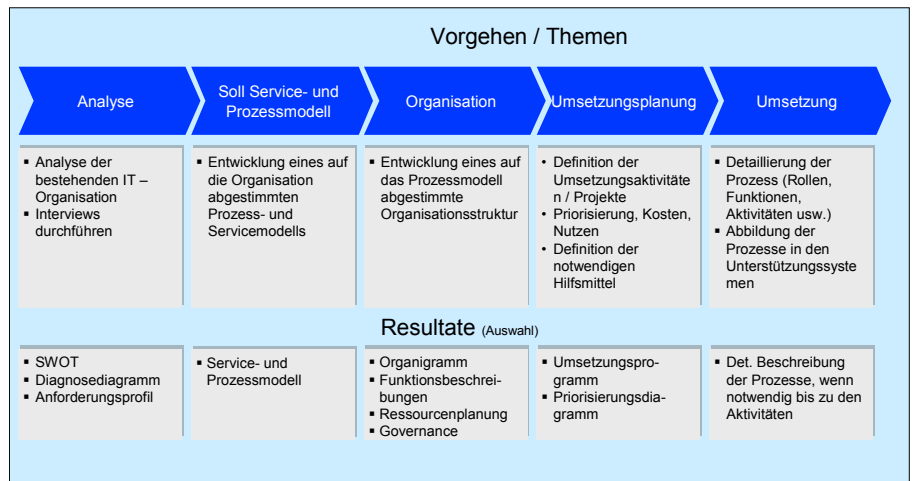 Vorgehen / Themen
Analyse
Soll Service- und
Prozessmodell
Organisation
Umsetzungsplanung
Umsetzung
▪ Analyse der
bestehenden IT –
Organisation
▪ Interviews
durchführen
▪ Entwicklung eines auf
die Organisation
abgestimmten
Prozess- und
Servicemodells
▪ Entwicklung eines auf
das Prozessmodell
abgestimmte
Organisationsstruktur
• Definition der
Umsetzungsaktivitäte
n / Projekte
• Priorisierung, Kosten,
Nutzen
• Definition der
notwendigen
Hilfsmittel
▪ Detaillierung der
Prozess (Rollen,
Funktionen,
Aktivitäten usw.)
▪ Abbildung der
Prozesse in den
Unterstützungssyste
men
Resultate (Auswahl)
▪ SWOT
▪ Diagnosediagramm
▪ Anforderungsprofil
▪ Service- und
Prozessmodell
▪ Organigramm
▪ Funktionsbeschrei-
bungen
▪ Ressourcenplanung
▪ Governance
▪ Umsetzungspro-
gramm
▪ Priorisierungsdia-
gramm
▪ Det. Beschreibung
der Prozesse, wenn
notwendig bis zu den
Aktivitäten